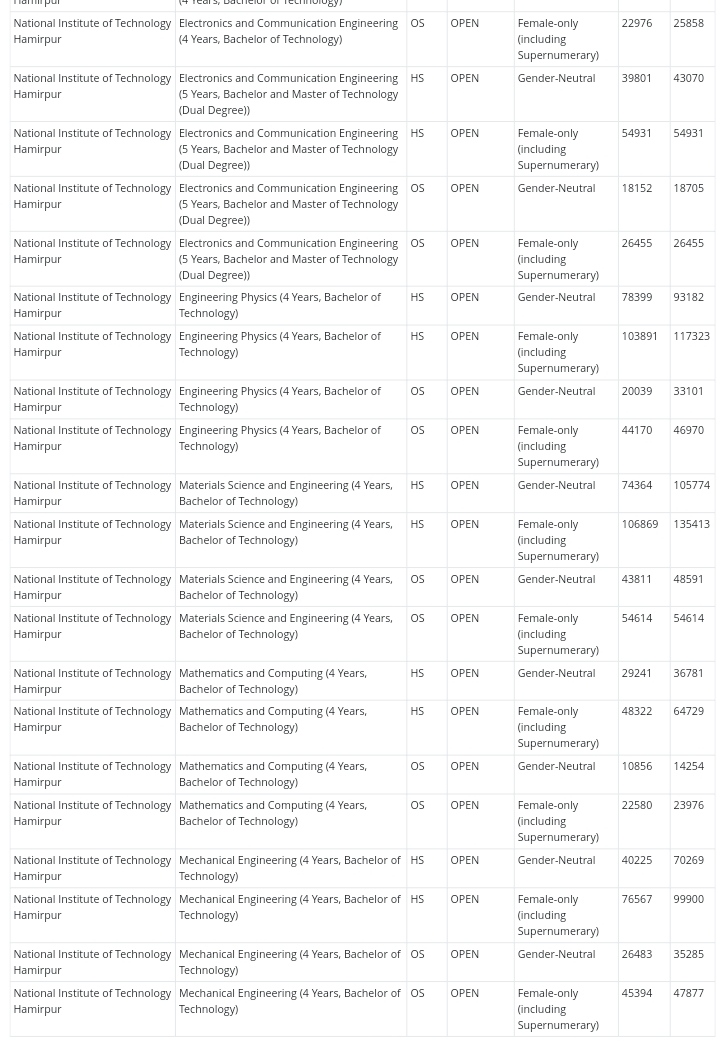 Hamirpur (4 Years, Bachelor of Technology)
National Institute of Technology Electronics and Communication Engineering OS OPEN Female-only 22976 25858
Hamirpur (4 Years, Bachelor of Technology) (including
Supernumerary)
National Institute of Technology Electronics and Communication Engineering HS OPEN Gender-Neutral 39801 43070
Hamirpur (5 Years, Bachelor and Master of Technology
(Dual Degree))
National Institute of Technology Electronics and Communication Engineering HS OPEN Female-only 54931 54931
Hamirpur (5 Years, Bachelor and Master of Technology (including
(Dual Degree)) Supernumerary)
National Institute of Technology Electronics and Communication Engineering OS OPEN Gender-Neutral 18152 18705
Hamirpur (5 Years, Bachelor and Master of Technology
(Dual Degree))
National Institute of Technology Electronics and Communication Engineering OS OPEN Female-only 26455 26455
Hamirpur (5 Years, Bachelor and Master of Technology (including
(Dual Degree)) Supernumerary)
National Institute of Technology Engineering Physics (4 Years, Bachelor of HS OPEN Gender-Neutral 78399 93182
Hamirpur Technology)
National Institute of Technology Engineering Physics (4 Years, Bachelor of HS OPEN Female-only 103891 117323
Hamirpur Technology) (including
Supernumerary)
National Institute of Technology Engineering Physics (4 Years, Bachelor of OS OPEN Gender-Neutral 20039 33101
Hamirpur Technology)
National Institute of Technology Engineering Physics (4 Years, Bachelor of OS OPEN Female-only 44170 46970
Hamirpur Technology) (including
Supernumerary)
National Institute of Technology Materials Science and Engineering (4 Years, HS OPEN Gender-Neutral 74364 105774
Hamirpur Bachelor of Technology)
National Institute of Technology Materials Science and Engineering (4 Years, HS OPEN Female-only 106869 135413
Hamirpur Bachelor of Technology) (including
Supernumerary)
National Institute of Technology Materials Science and Engineering (4 Years, OS OPEN Gender-Neutral 43811 48591
Hamirpur Bachelor of Technology)
National Institute of Technology Materials Science and Engineering (4 Years, OS OPEN Female-only 54614 54614
Hamirpur Bachelor of Technology) (including
Supernumerary)
National Institute of Technology Mathematics and Computing (4 Years, HS OPEN Gender-Neutral 29241 36781
Hamirpur Bachelor of Technology)
National Institute of Technology Mathematics and Computing (4 Years, HS OPEN Female-only 48322 64729
Hamirpur Bachelor of Technology) (including
Supernumerary)
National Institute of Technology Mathematics and Computing (4 Years, OS OPEN Gender-Neutral 10856 14254
Hamirpur Bachelor of Technology)
National Institute of Technology Mathematics and Computing (4 Years, OS OPEN Female-only 22580 23976
Hamirpur Bachelor of Technology) (including
Supernumerary)
National Institute of Technology Mechanical Engineering (4 Years, Bachelor of HS OPEN Gender-Neutral 40225 70269
Hamirpur Technology)
National Institute of Technology Mechanical Engineering (4 Years, Bachelor of HS OPEN Female-only 76567 99900
Hamirpur Technology) (including
Supernumerary)
National Institute of Technology Mechanical Engineering (4 Years, Bachelor of OS OPEN Gender-Neutral 26483 35285
Hamirpur Technology)
National Institute of Technology Mechanical Engineering (4 Years, Bachelor of OS OPEN Female-only 45394 47877
Hamirpur Technology) (including
Supernumerary)